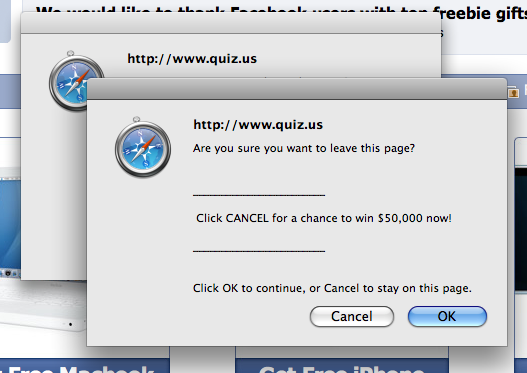 We would like to thank Facebook users with top freebie gifts
http://www.quiz.us
http://www.quiz.us
Are you sure you want to leave this page?
Click CANCEL for a chance to win $50,000 now!
Click OK to continue, or Cancel to stay on this page.
Cancel
OK
Free Macbook
Get Free iPhone